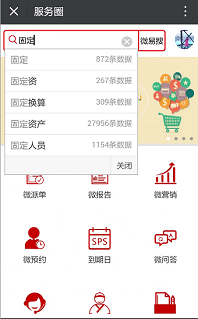 服务圈
固定 微易搜
固定 872条数据
固定资 267条数据
固定换算 309条数据
固定资产 27956条数据
固定人员 1154条数据
关闭
微派单 微报告 微营销
SPS
微预约 到期日 微问答